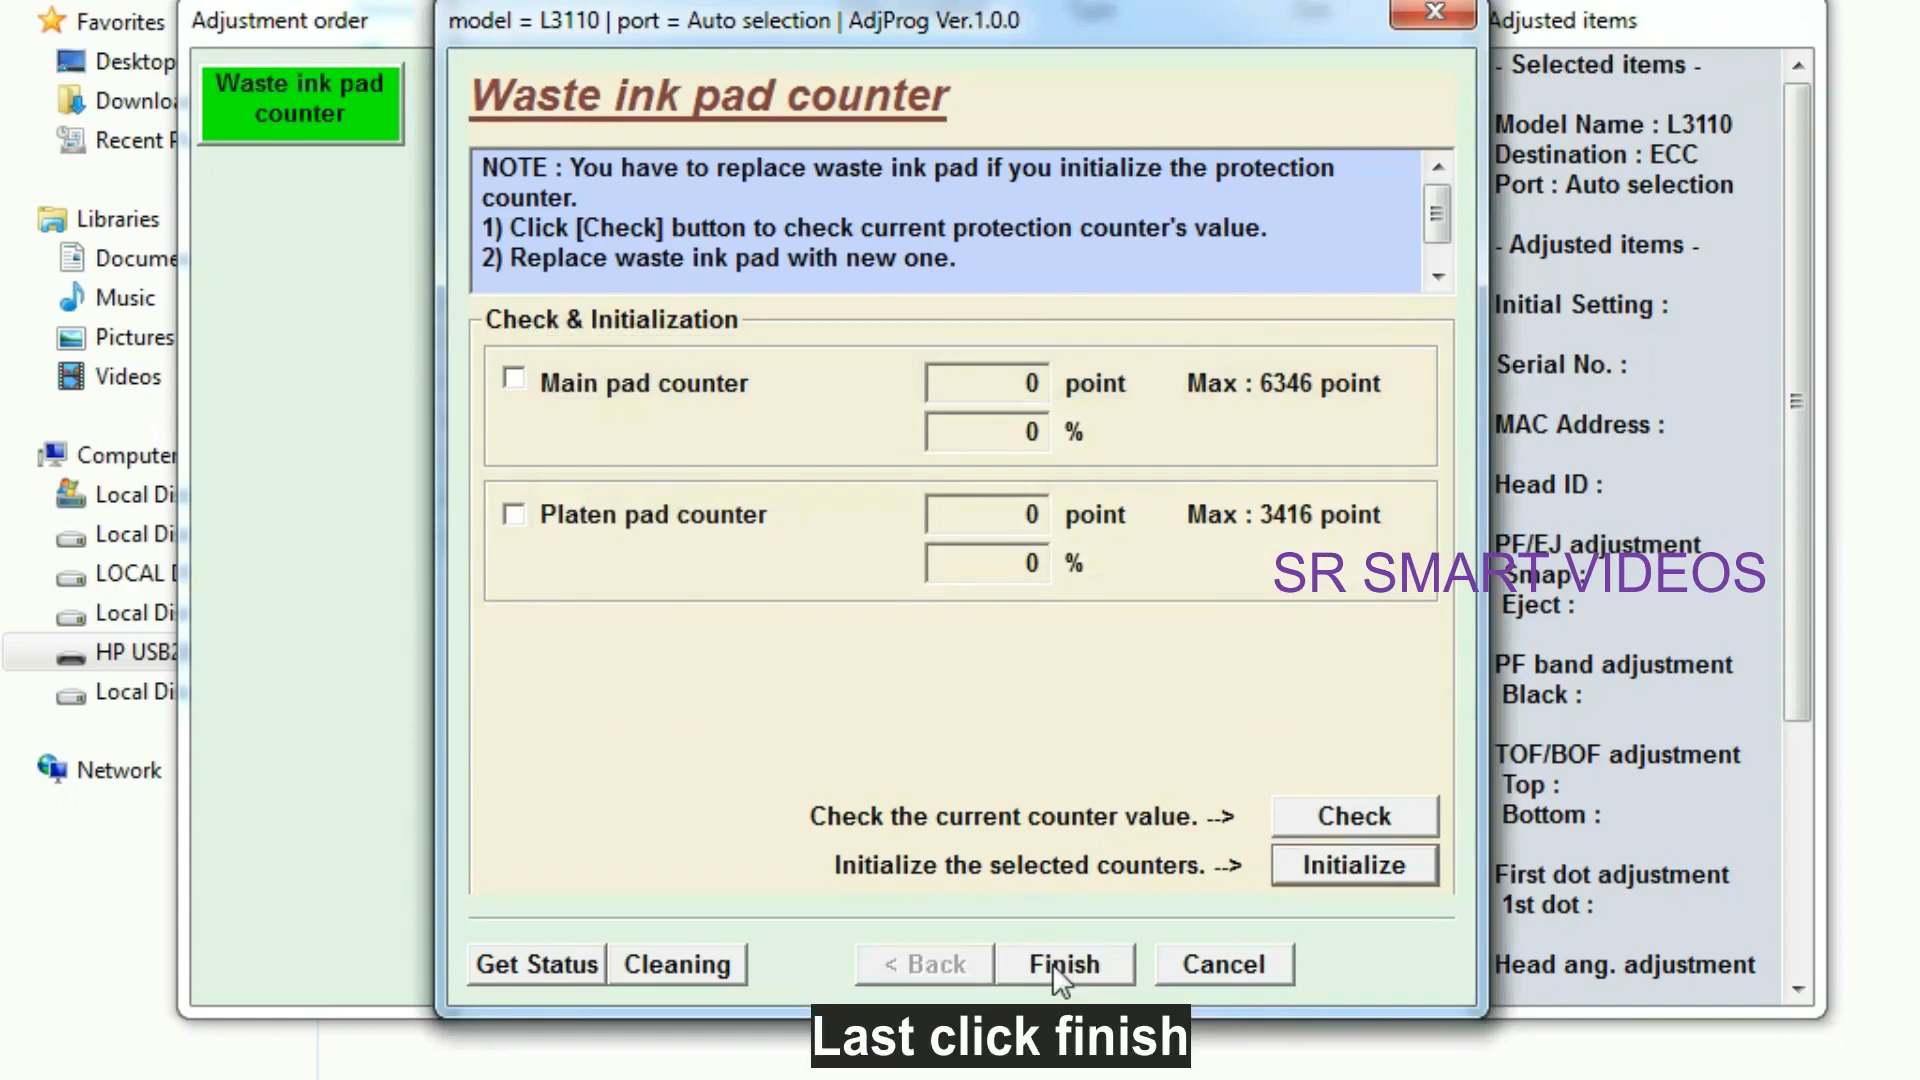 Favorites
Desktop
Downloa
Recent P
Libraries
Docume
Music
Pictures
Videos
Computer
Local Di
Local Di
LOCAL D
Local Di
HP USB2
Local Di
Network
Adjustment order
Waste ink pad
counter
model = L3110 | port = Auto selection | AdjProg Ver.1.0.0
Waste ink pad counter
NOTE : You have to replace waste ink pad if you initialize the protection
counter.
1) Click [Check] button to check current protection counter's value.
2) Replace waste ink pad with new one.
Check & Initialization
Main pad counter 0 point Max : 6346 point
0 %
Platen pad counter 0 point Max : 3416 point
0 %
Check the current counter value. --> Check
Initialize the selected counters. --> Initialize
Get Status Cleaning < Back Finish Cancel
Adjusted items
- Selected items -
Model Name : L3110
Destination : ECC
Port : Auto selection
- Adjusted items -
Initial Setting :
Serial No. :
MAC Address :
Head ID :
PF/EJ adjustment
Smap :
Eject :
PF band adjustment
Black :
TOF/BOF adjustment
Top :
Bottom :
First dot adjustment
1st dot :
Head ang. adjustment
SR SMART VIDEOS
Last click finish